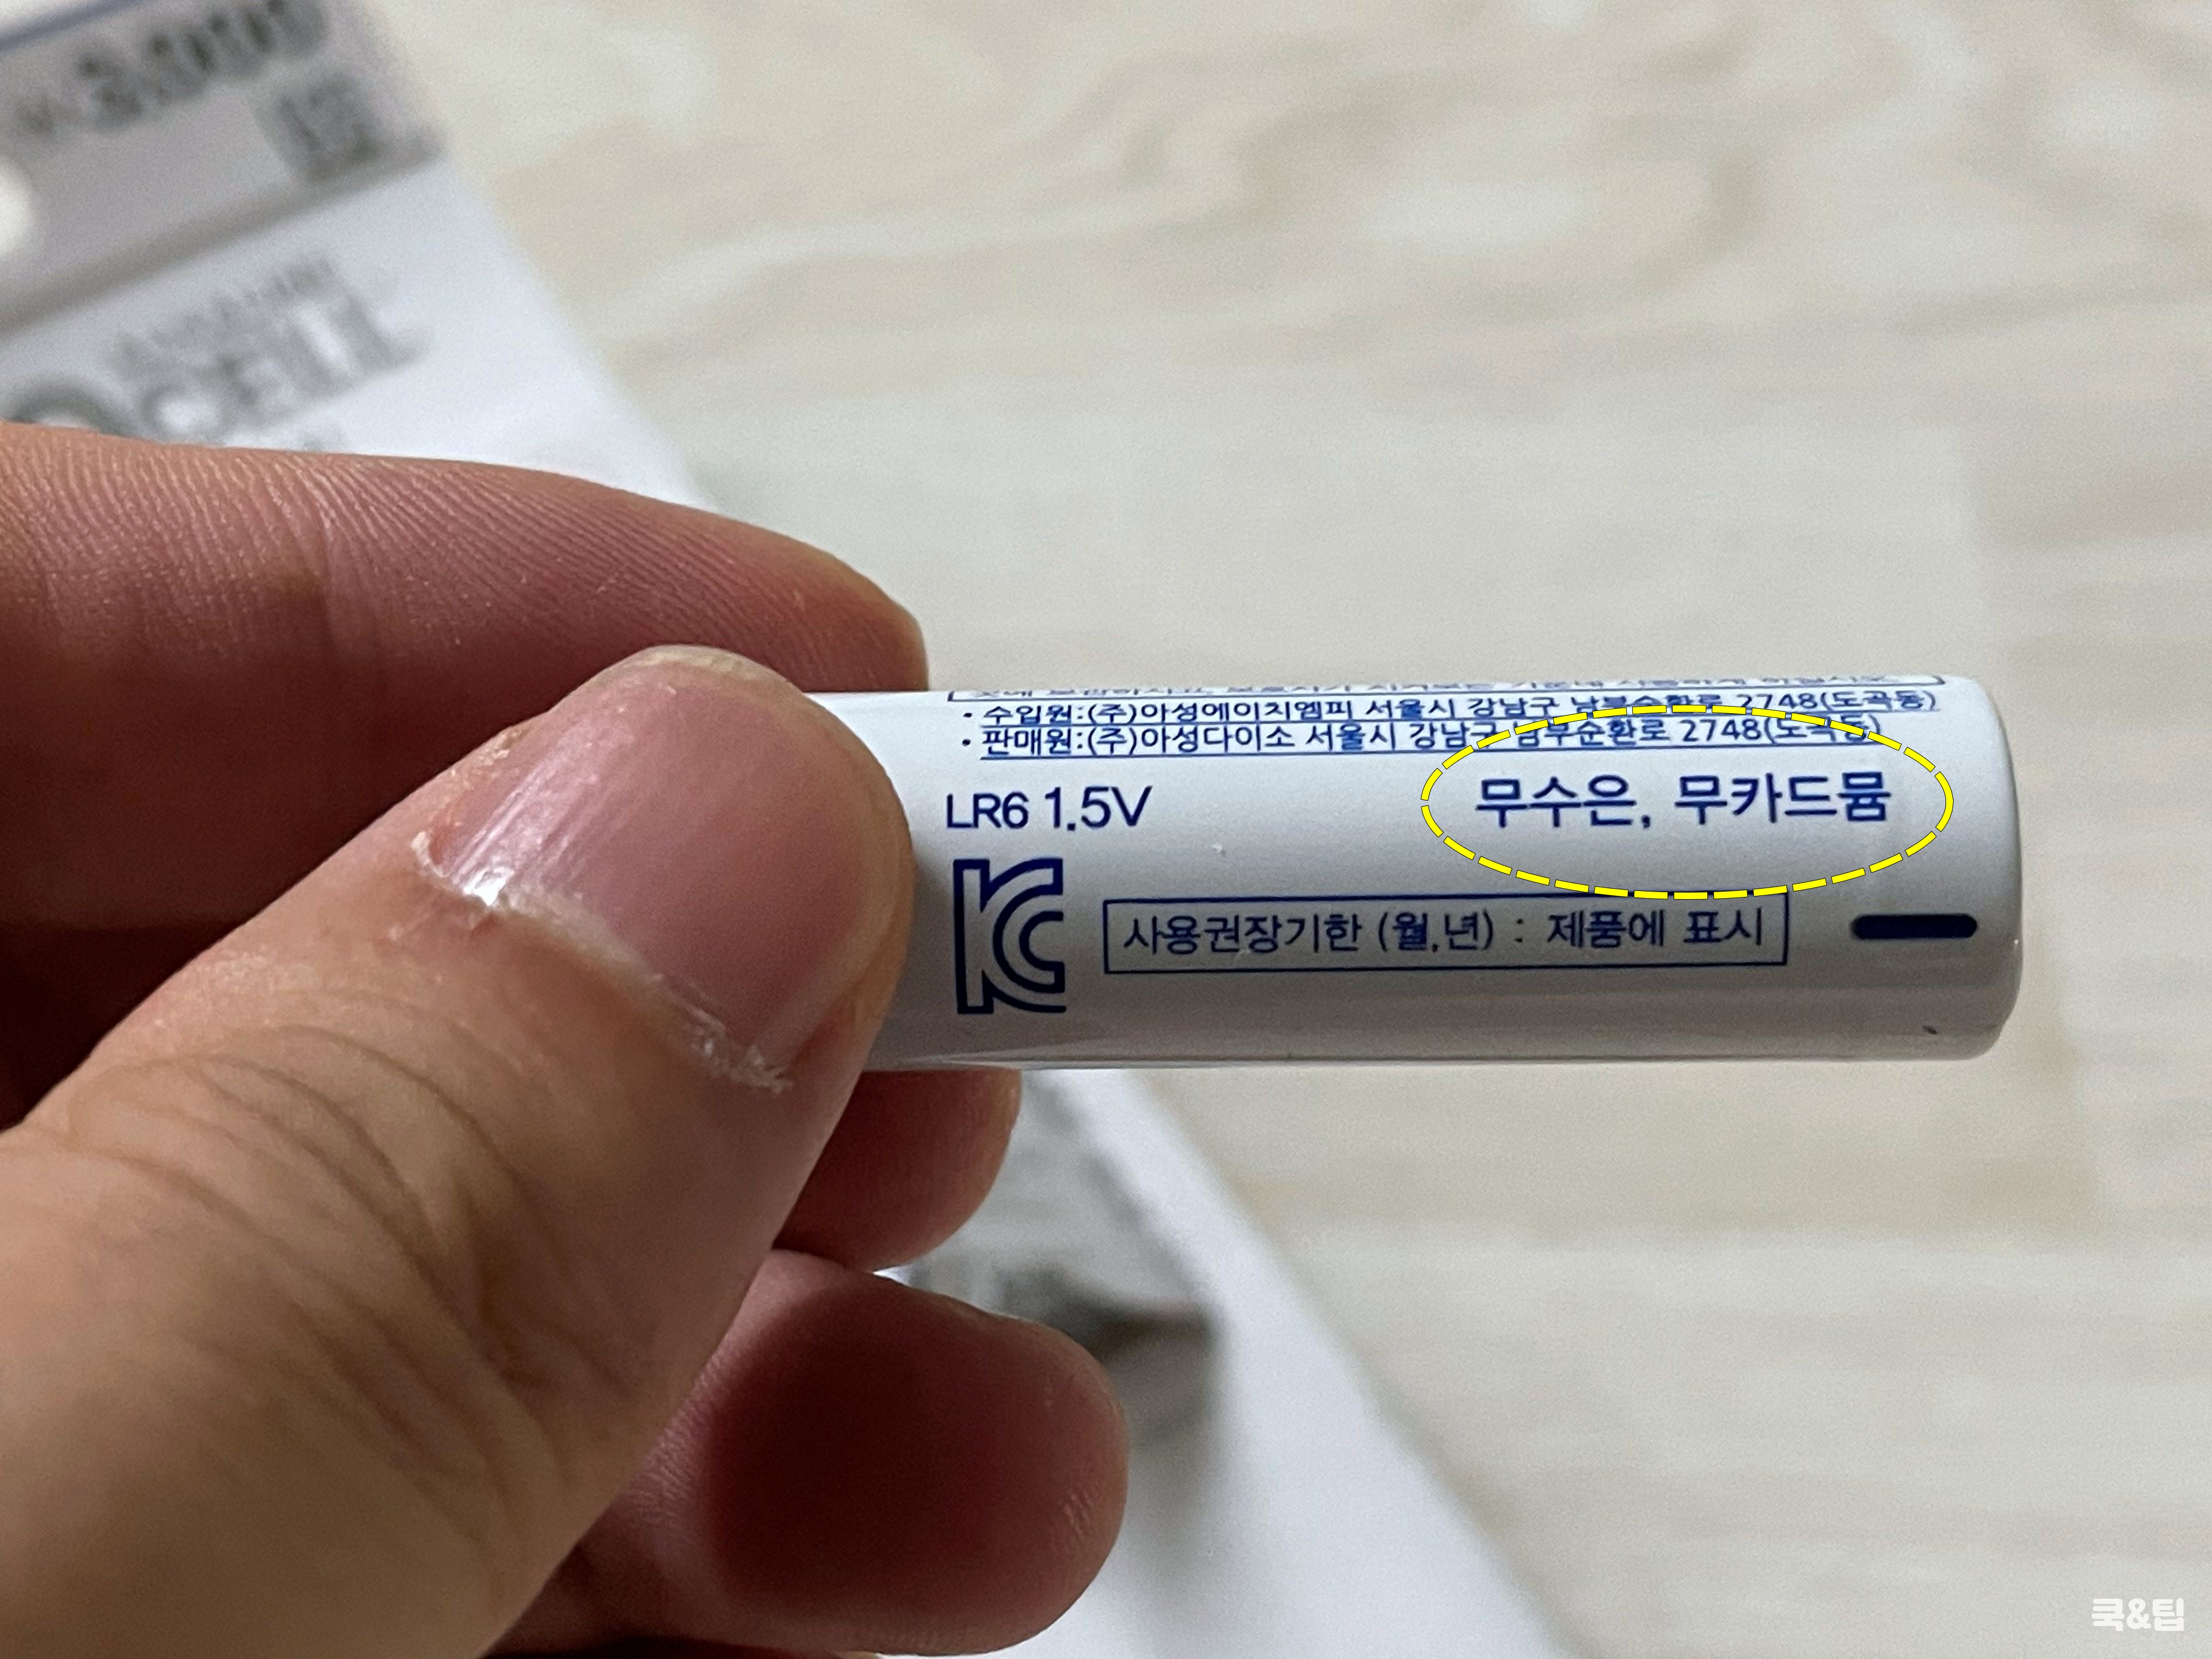 CELL
• 수입원:(주)아성에이치엠피 서울시 강남구 남부순환로 2748(도곡동)
• 판매원:(주)아성다이소 서울시 강남구 남부순환로 2748(도곡동)
LR6 1.5V 무수은, 무카드뮴
사용권장기한 (월,년) : 제품에 표시
쿡&팁